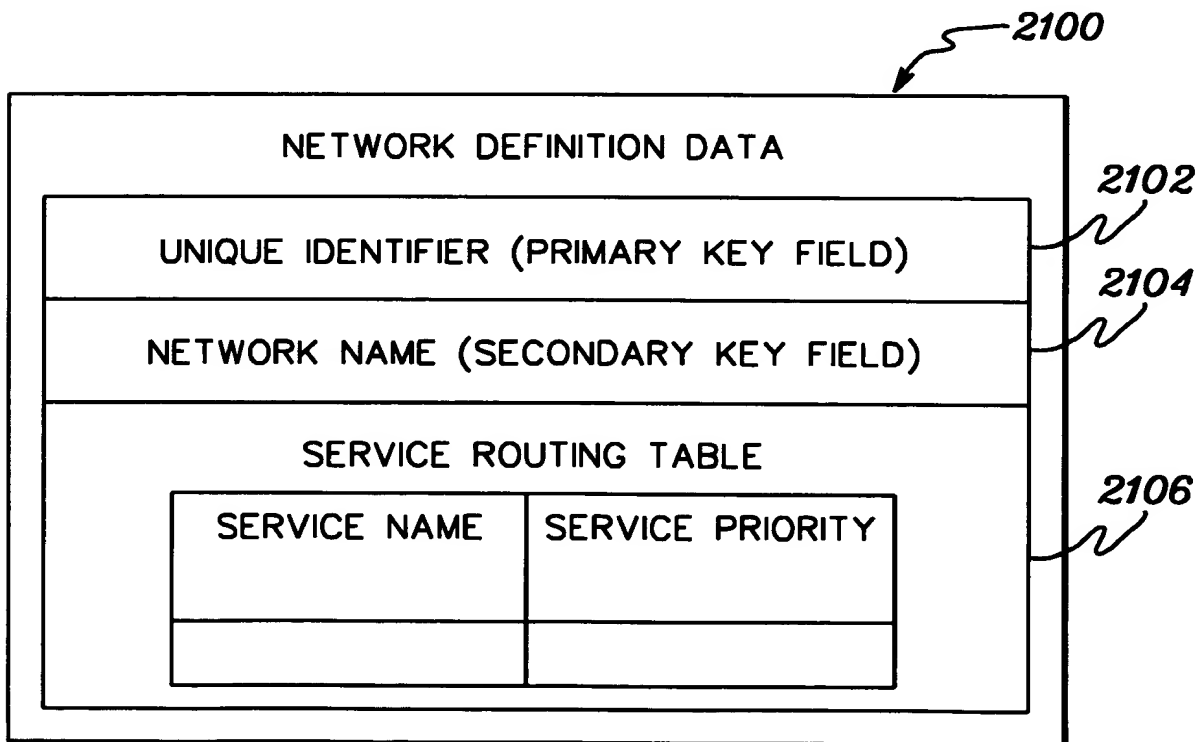 2100
NETWORK DEFINITION DATA
2102
UNIQUE IDENTIFIER (PRIMARY KEY FIELD)
2104
NETWORK NAME (SECONDARY KEY FIELD)
SERVICE ROUTING TABLE
2106
SERVICE NAME
SERVICE PRIORITY